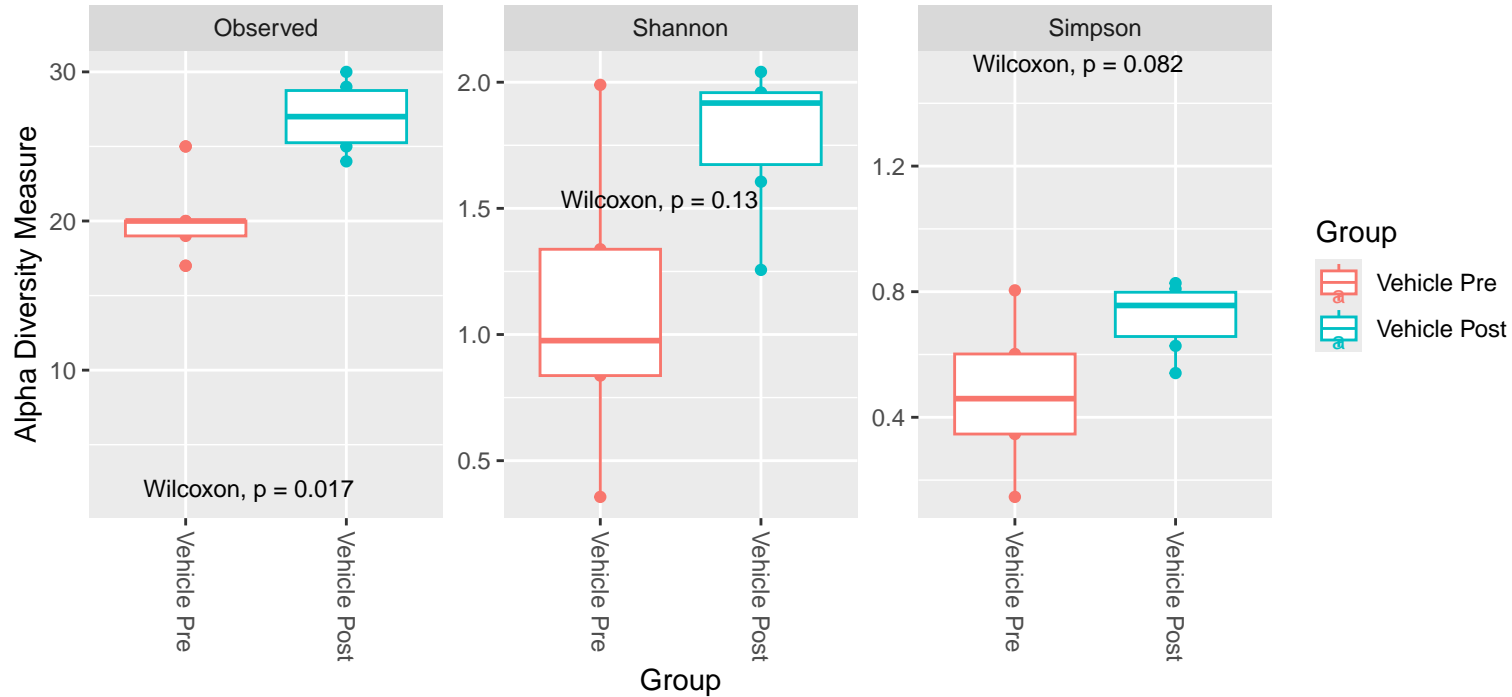 Observed
Shannon
Simpson
Alpha Diversity Measure
30
20
10
Wilcoxon, p = 0.017
Vehicle Pre
Vehicle Post
2.0
1.5
1.0
0.5
Wilcoxon, p = 0.13
Vehicle Pre
Vehicle Post
Wilcoxon, p = 0.082
1.2
0.8
0.4
Vehicle Pre
Vehicle Post
Group
Group
a
Vehicle Pre
a
Vehicle Post